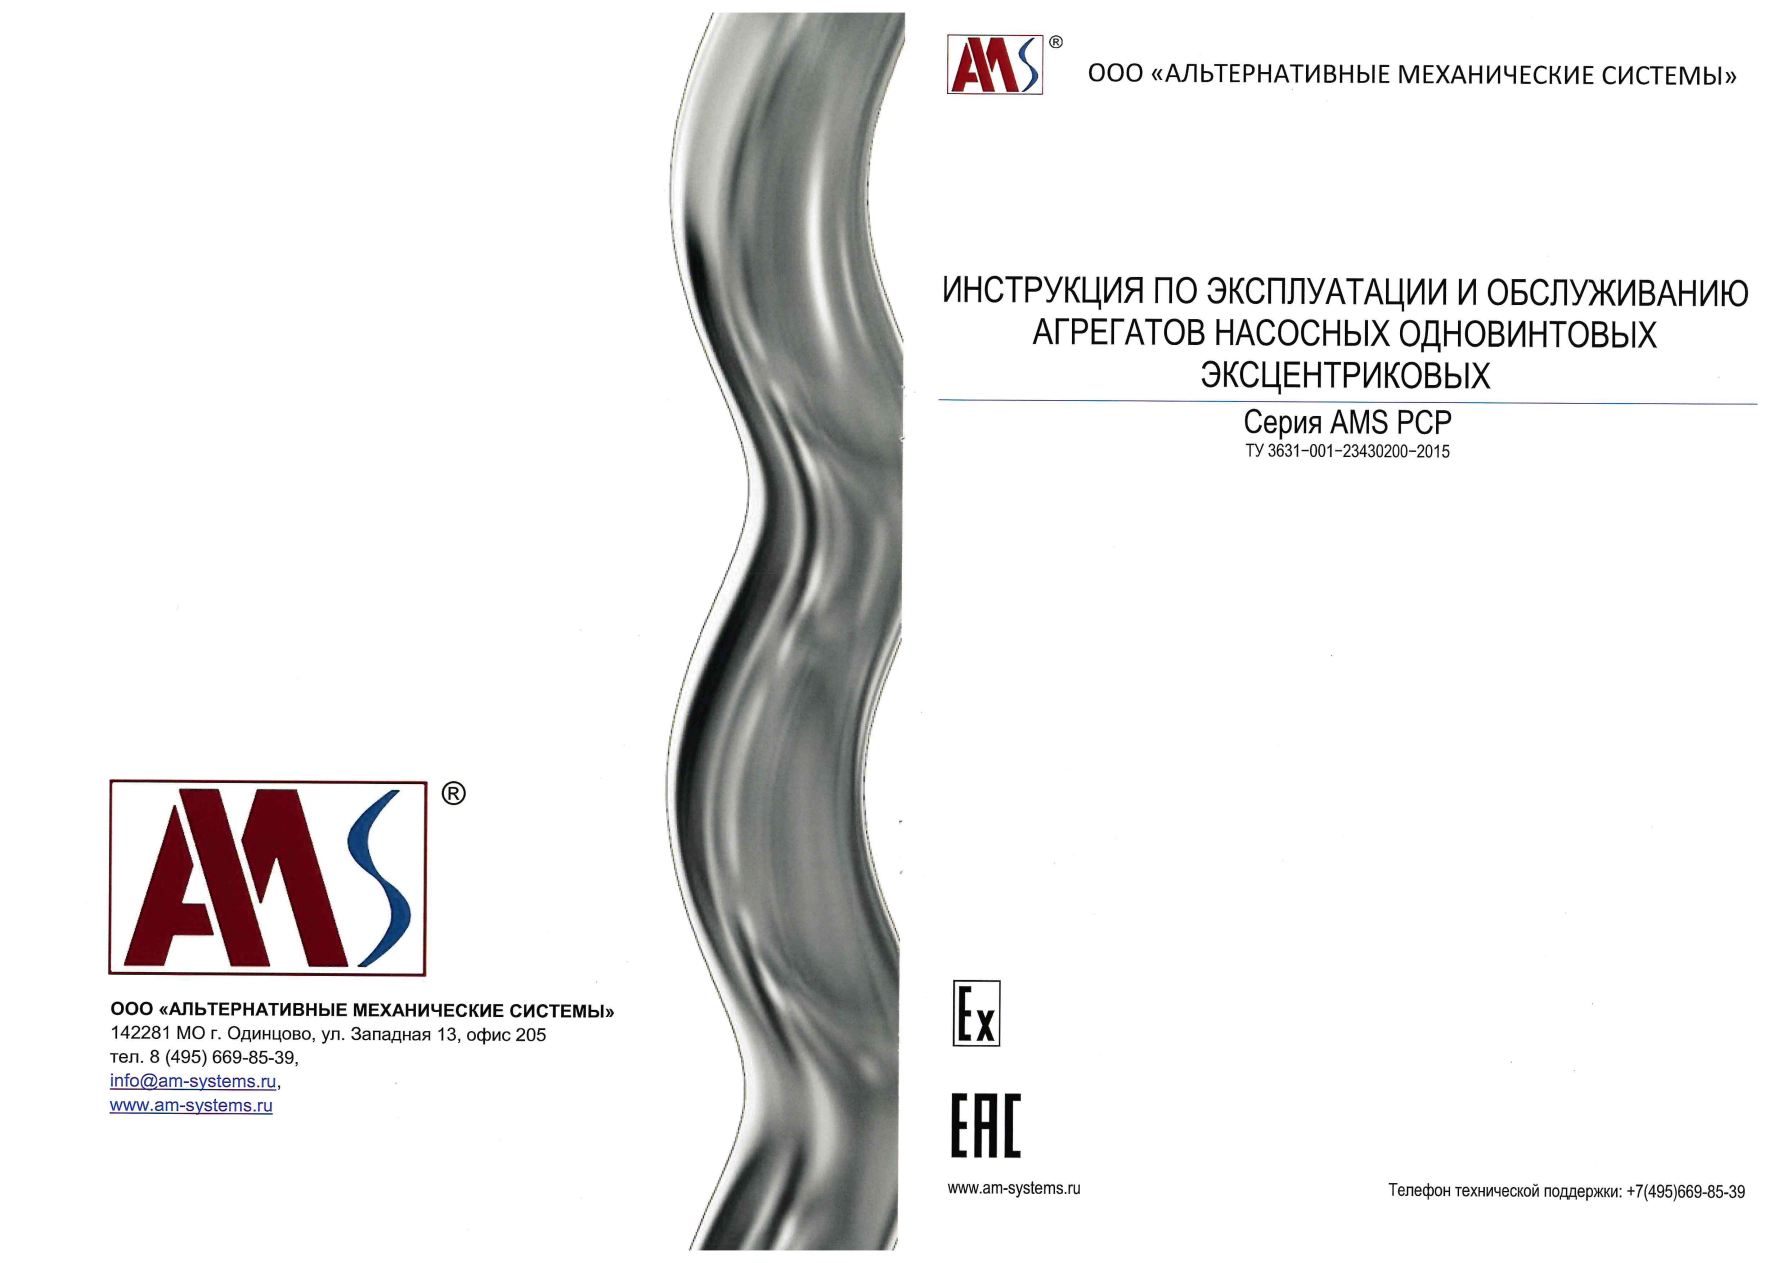 AMS ®
ООО «АЛЬТЕРНАТИВНЫЕ МЕХАНИЧЕСКИЕ СИСТЕМЫ»
142281 МО г. Одинцово, ул. Западная 13, офис 205
тел. 8 (495) 669-85-39,
info@am-systems.ru,
www.am-systems.ru
AMS ®
ООО «АЛЬТЕРНАТИВНЫЕ МЕХАНИЧЕСКИЕ СИСТЕМЫ»
ИНСТРУКЦИЯ ПО ЭКСПЛУАТАЦИИ И ОБСЛУЖИВАНИЮ
АГРЕГАТОВ НАСОСНЫХ ОДНОВИНТОВЫХ
ЭКСЦЕНТРИКОВЫХ
Серия AMS PCP
ТУ 3631-001-23430200-2015
Ex
EAC
www.am-systems.ru
Телефон технической поддержки: +7(495)669-85-39